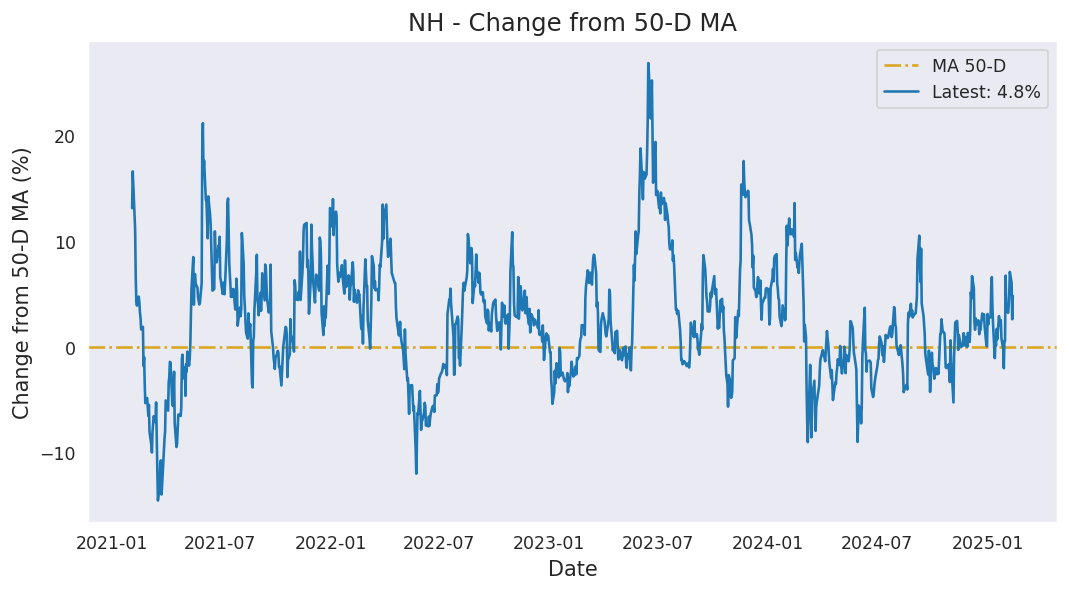 NH - Change from 50-D MA
MA 50-D
Latest: 4.8%
Change from 50-D MA (%)
20
10
0
−10
2021-01 2021-07 2022-01 2022-07 2023-01 2023-07 2024-01 2024-07 2025-01
Date